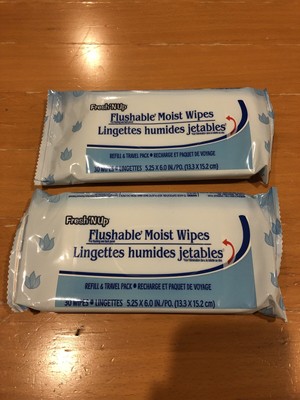 Fresh 'N Up
Flushable* Moist Wipes
Lingettes humides jetables*
REFILL & TRAVEL PACK • RECHARGE ET PAQUET DE VOYAGE
30 WIPES • LINGETTES 5.25 X 6.0 IN./PO. (13.3 X 15.2 cm)
Fresh 'N Up
Flushable* Moist Wipes
Lingettes humides jetables*
REFILL & TRAVEL PACK • RECHARGE ET PAQUET DE VOYAGE
30 WIPES • LINGETTES 5.25 X 6.0 IN./PO. (13.3 X 15.2 cm)